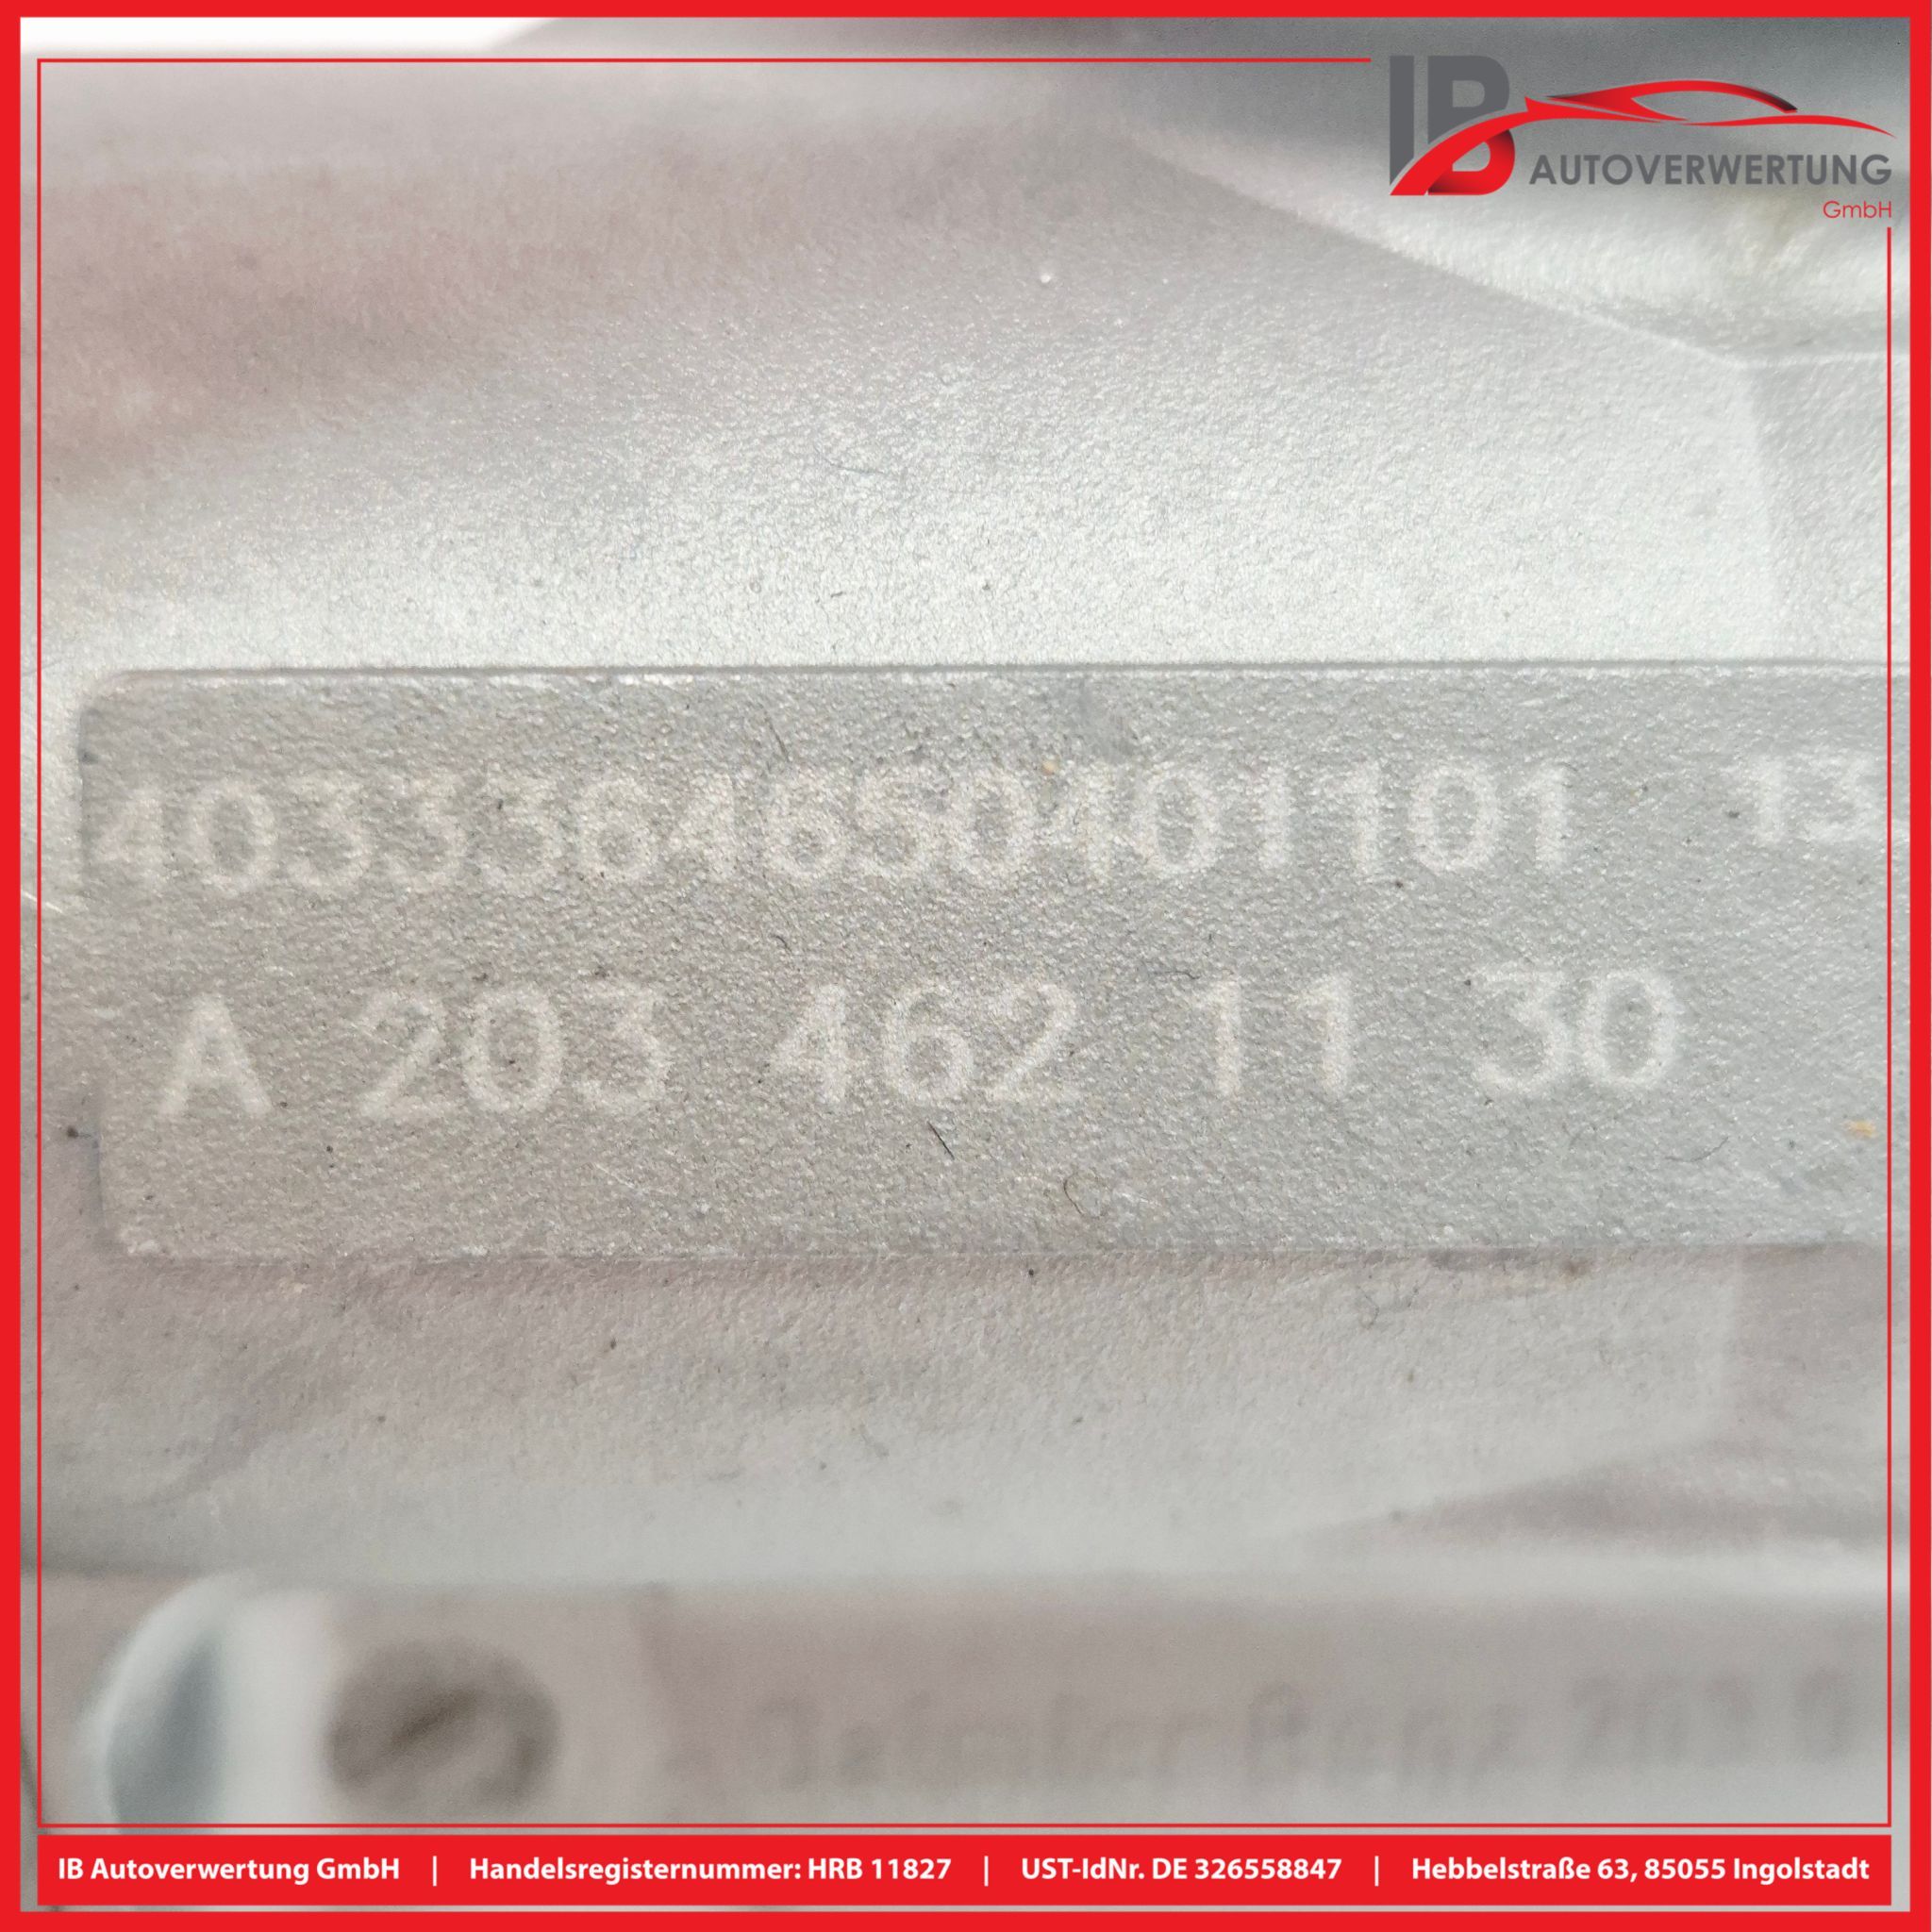 IB
AUTOVERWERTUNG
GmbH
4033364650401101 13
A 203 462 11 30
IB Autoverwertung GmbH | Handelsregisternummer: HRB 11827 | UST-IdNr. DE 326558847 | Hebbelstraße 63, 85055 Ingolstadt